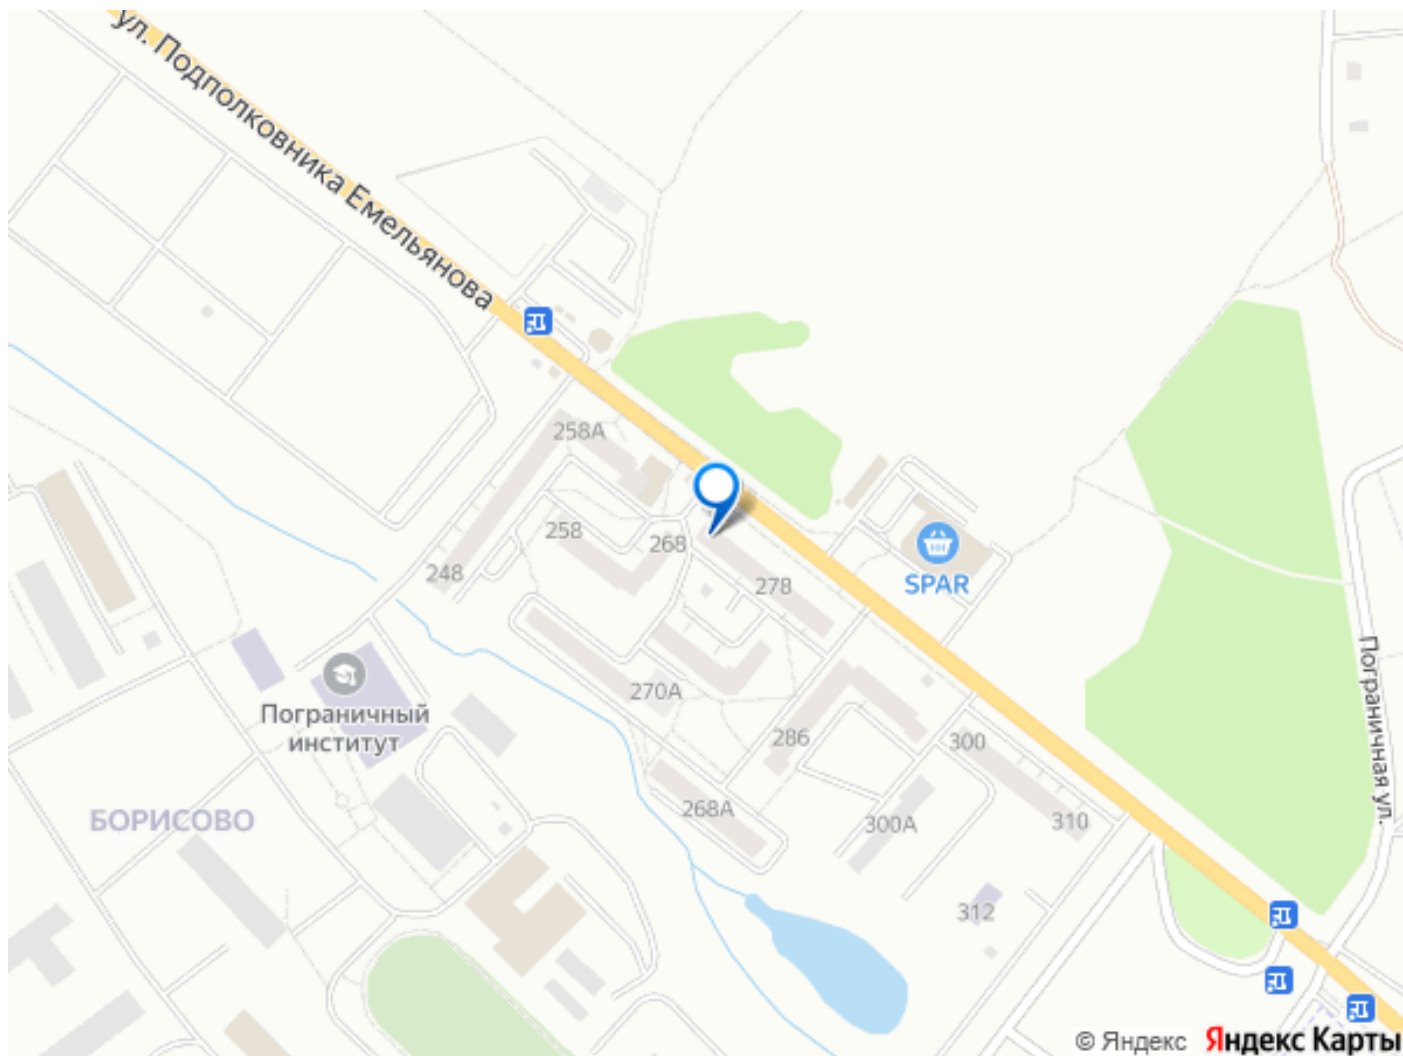 ул. Подполковника Емельянова
258А
258
268
248
278
SPAR
270А
Пограничный
институт
286
300
Пограничная ул.
БОРИСОВО
268А
300А
310
312
© Яндекс Яндекс Карты